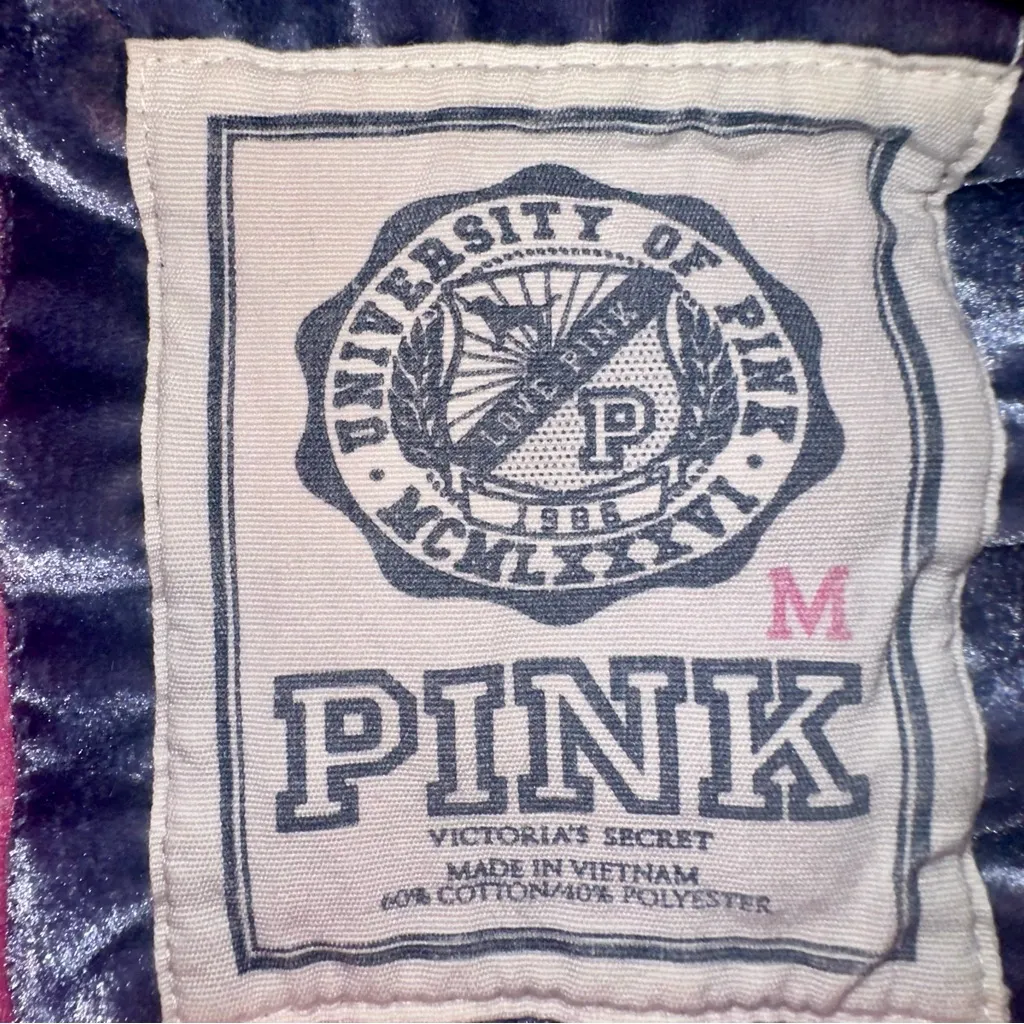 UNIVERSITY OF PINK
LOVE PINK
P
1986
MCMLXXXVI
M
PINK
VICTORIA'S SECRET
MADE IN VIETNAM
60% COTTON/40% POLYESTER